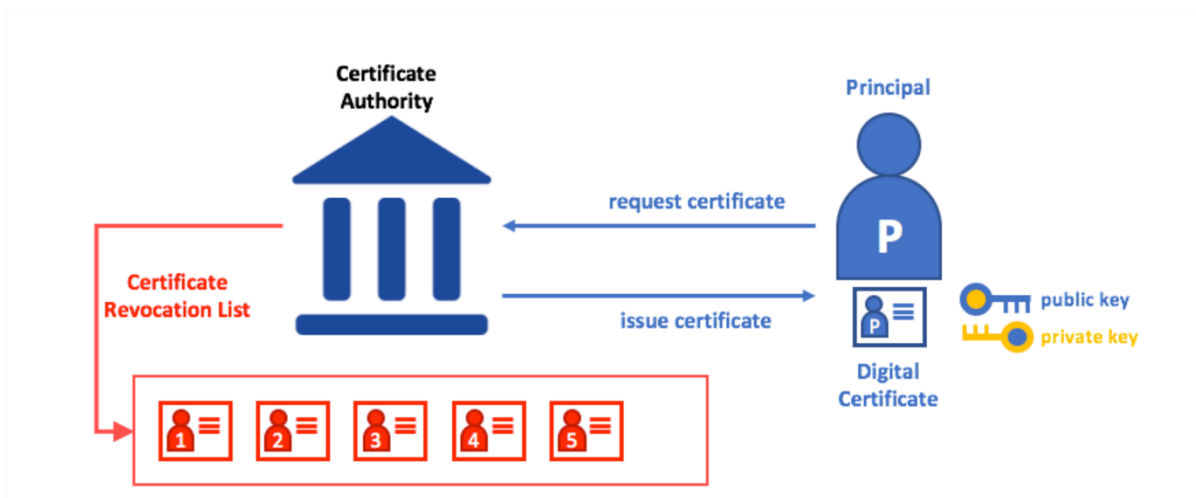 Certificate
Authority
Principal
request certificate
P
Certificate
Revocation List
issue certificate
public key
P
private key
Digital
Certificate
1
2
3
4
5